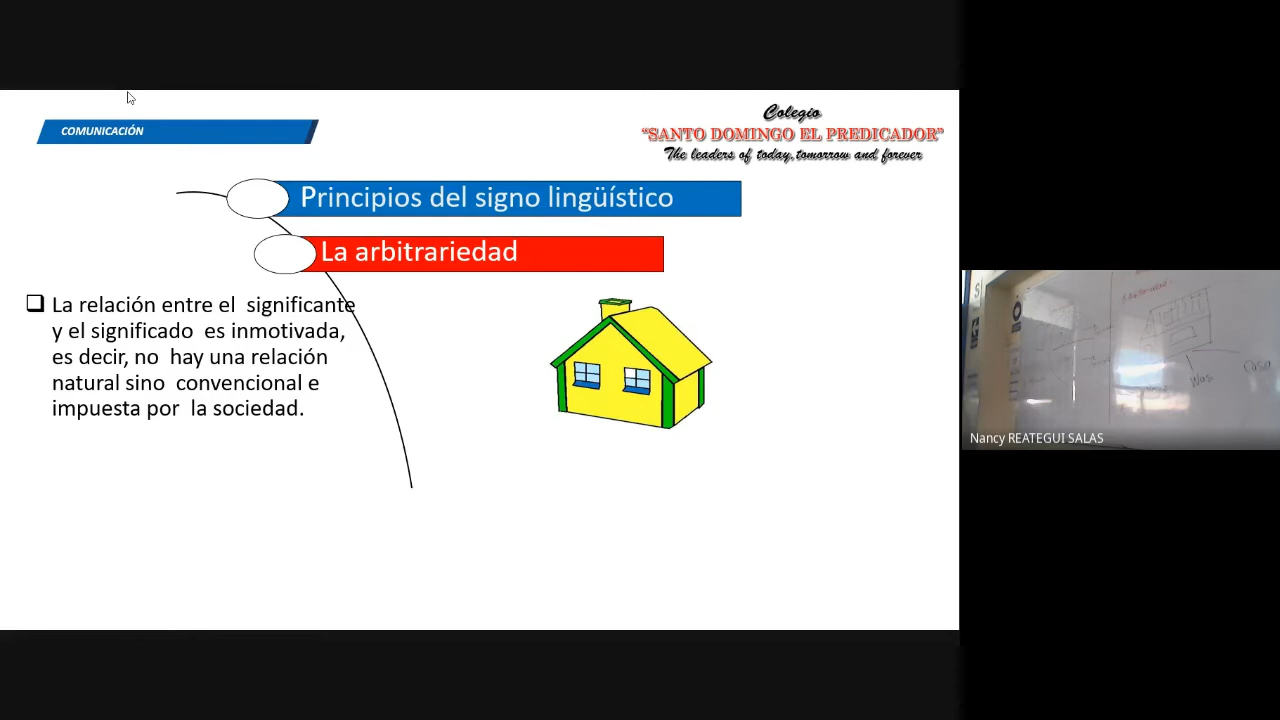 COMUNICACIÓN
Colegio
“SANTO DOMINGO EL PREDICADOR”
The leaders of today, tomorrow and forever
Principios del signo lingüístico
La arbitrariedad
La relación entre el significante
y el significado es inmotivada,
es decir, no hay una relación
natural sino convencional e
impuesta por la sociedad.
Casa
Nancy REATEGUI SALAS